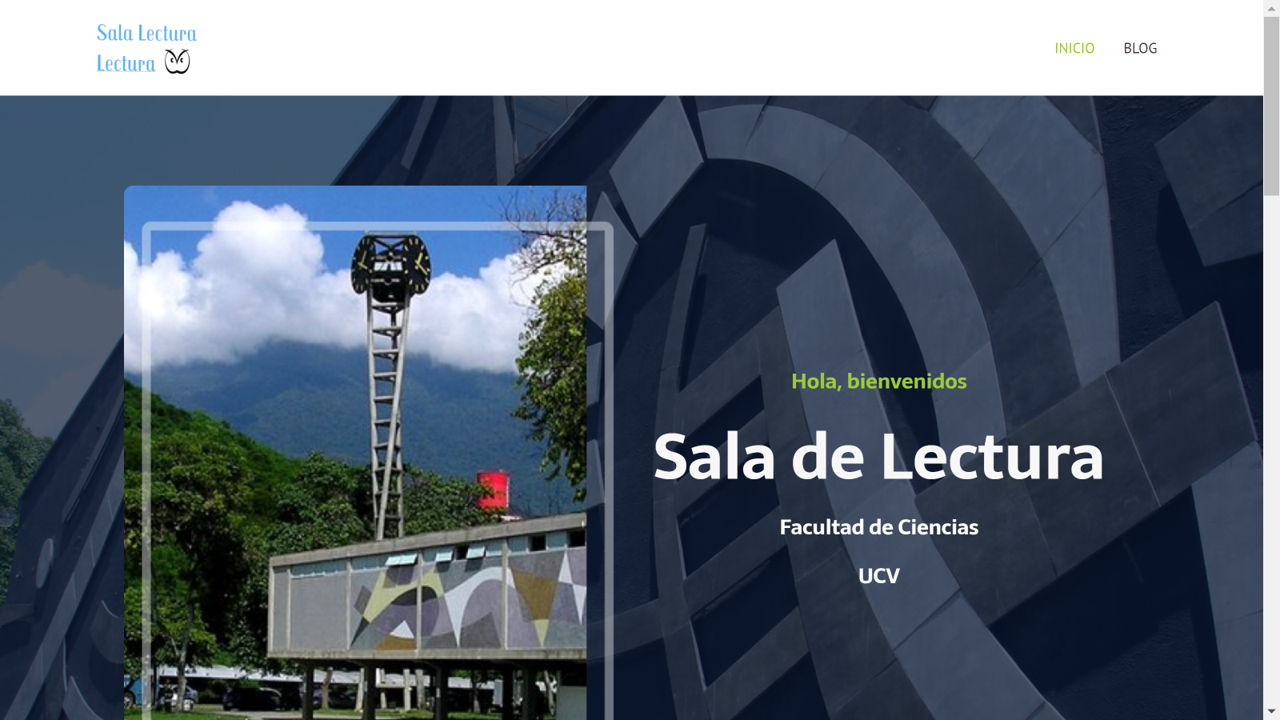 Sala Lectura
Lectura
INICIO
BLOG
Hola, bienvenidos
Sala de Lectura
Facultad de Ciencias
UCV